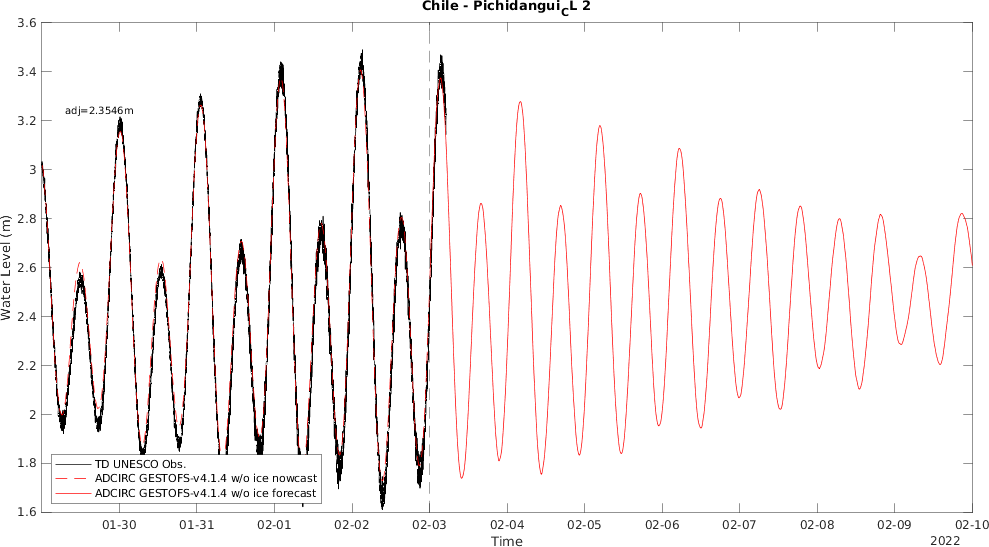 Chile - PichidanguiCL 2
3.6
3.4
3.2
3
2.8
2.6
2.4
2.2
2
1.8
1.6
Water Level (m)
adj=2.3546m
TD UNESCO Obs.
ADCIRC GESTOFS-v4.1.4 w/o ice nowcast
ADCIRC GESTOFS-v4.1.4 w/o ice forecast
01-30 01-31 02-01 02-02 02-03 02-04 02-05 02-06 02-07 02-08 02-09 02-10
Time
2022